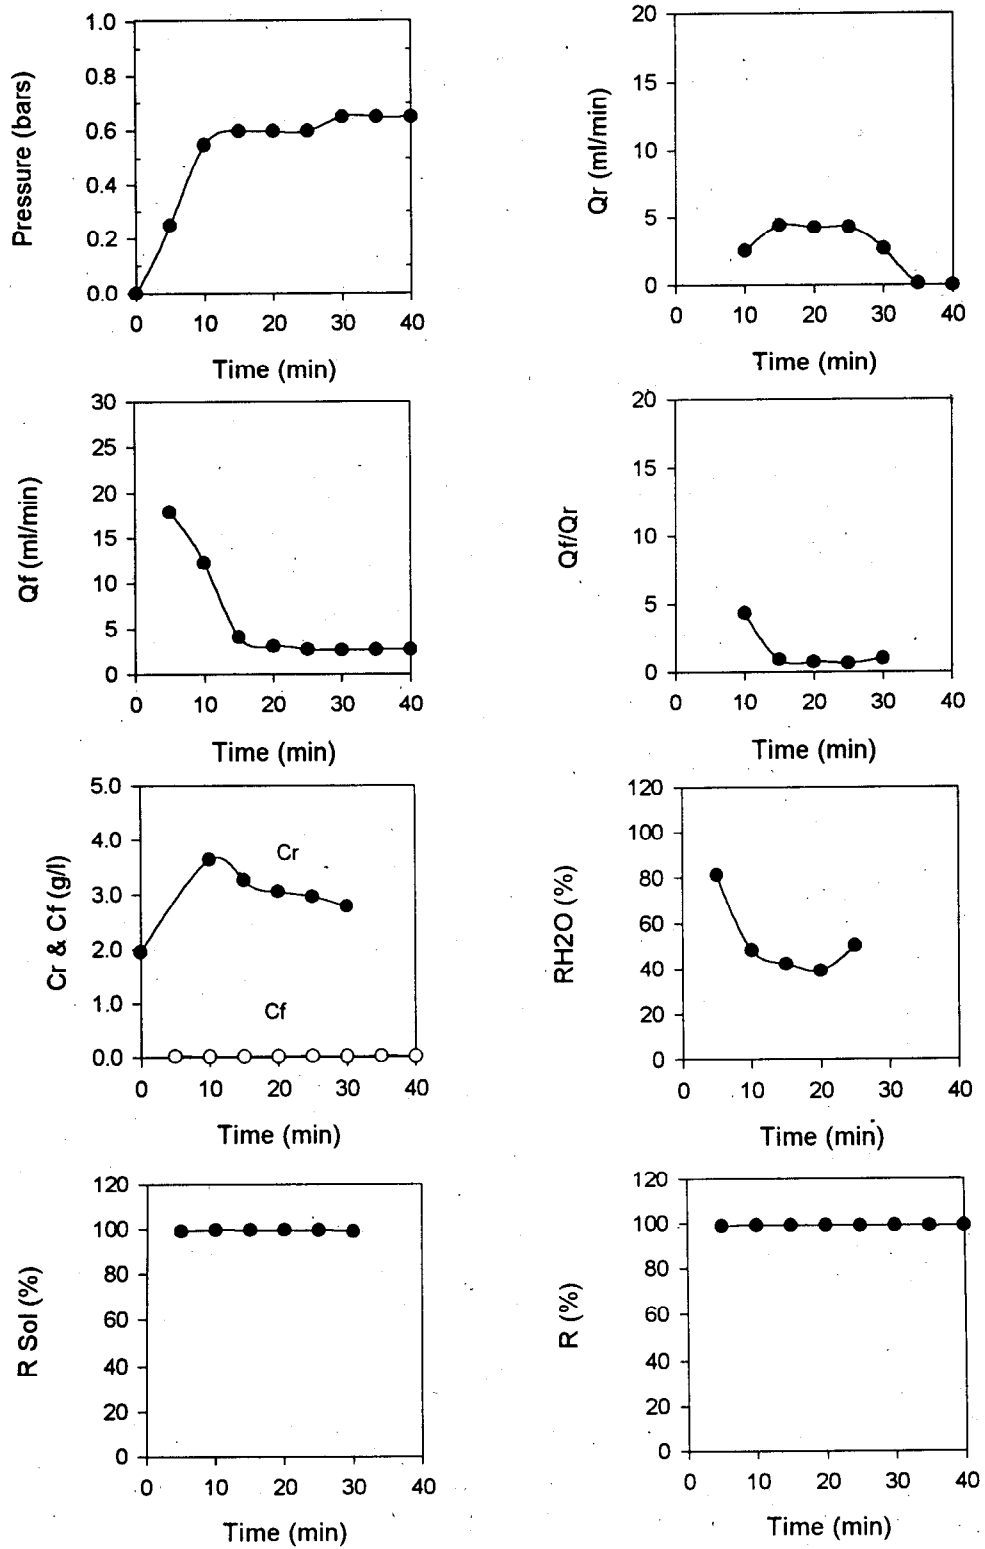 1.0
0.8
0.6
0.4
0.2
0.0
Pressure (bars)
0 10 20 30 40
Time (min)
20
15
10
5
0
Qr (ml/min)
0 10 20 30 40
Time (min)
30
25
20
15
10
5
0
Qf (ml/min)
0 10 20 30 40
Time (min)
20
15
10
5
0
Qf/Qr
0 10 20 30 40
Time (min)
5.0
4.0
3.0
2.0
1.0
0.0
Cr & Cf (g/l)
Cr
Cf
0 10 20 30 40
Time (min)
120
100
80
60
40
20
0
RH2O (%)
0 10 20 30 40
Time (min)
120
100
80
60
40
20
0
R Sol (%)
0 10 20 30 40
Time (min)
120
100
80
60
40
20
0
R (%)
0 10 20 30 40
Time (min)